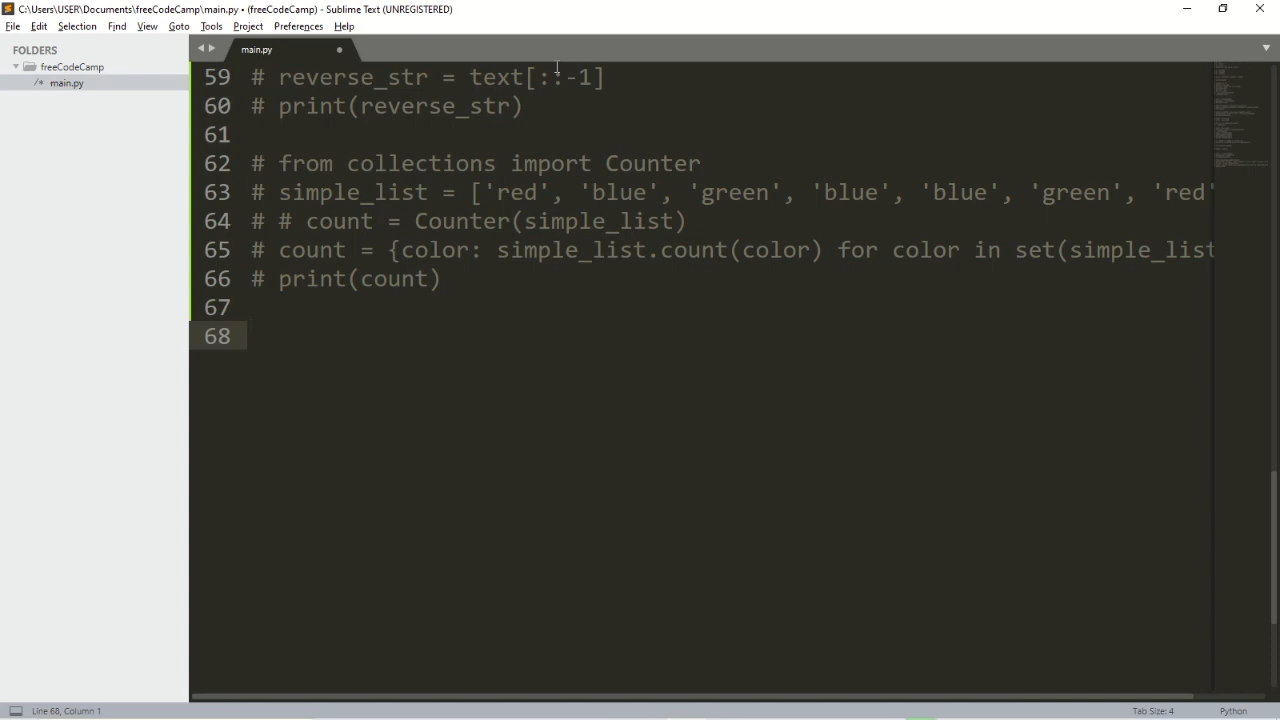 C:\Users\USER\Documents\freeCodeCamp\main.py • (freeCodeCamp) - Sublime Text (UNREGISTERED)
File Edit Selection Find View Goto Tools Project Preferences Help
FOLDERS
freeCodeCamp
/* main.py
main.py
59 # reverse_str = text[::-1]
60 # print(reverse_str)
61
62 # from collections import Counter
63 # simple_list = ['red', 'blue', 'green', 'blue', 'blue', 'green', 'red'
64 # # count = Counter(simple_list)
65 # count = {color: simple_list.count(color) for color in set(simple_list
66 # print(count)
67
68
Line 68, Column 1 Tab Size: 4 Python